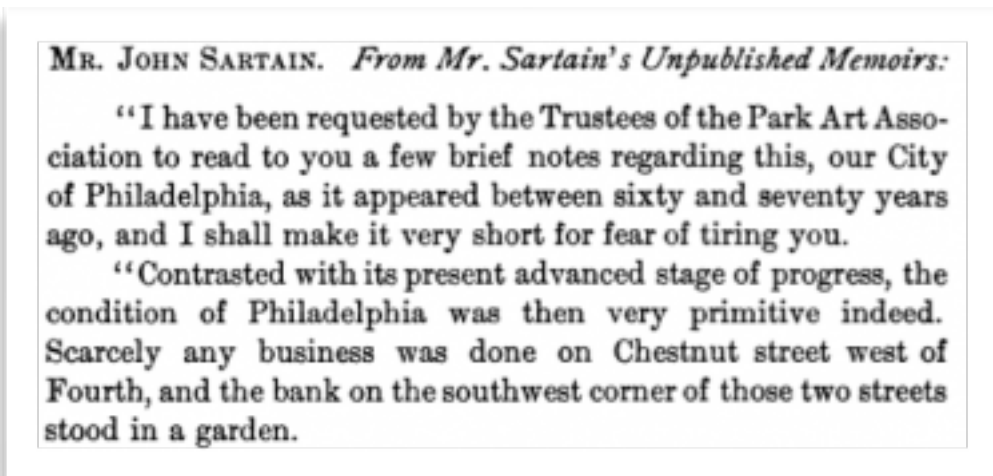 MR. JOHN SARTAIN. From Mr. Sartain's Unpublished Memoirs:
“I have been requested by the Trustees of the Park Art Asso-
ciation to read to you a few brief notes regarding this, our City
of Philadelphia, as it appeared between sixty and seventy years
ago, and I shall make it very short for fear of tiring you.
“Contrasted with its present advanced stage of progress, the
condition of Philadelphia was then very primitive indeed.
Scarcely any business was done on Chestnut street west of
Fourth, and the bank on the southwest corner of those two streets
stood in a garden.